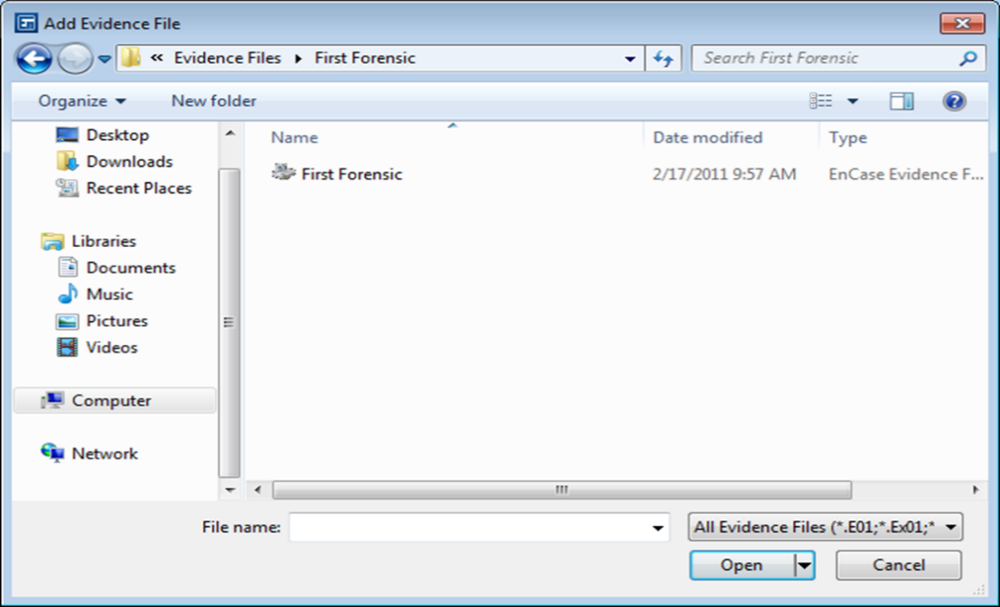 En Add Evidence File
« Evidence Files First Forensic Search First Forensic
Organize New folder
Desktop
Downloads
Recent Places
Libraries
Documents
Music
Pictures
Videos
Computer
Network
Name Date modified Type
First Forensic 2/17/2011 9:57 AM EnCase Evidence F...
File name: All Evidence Files (*.E01;*.Ex01;*
Open Cancel